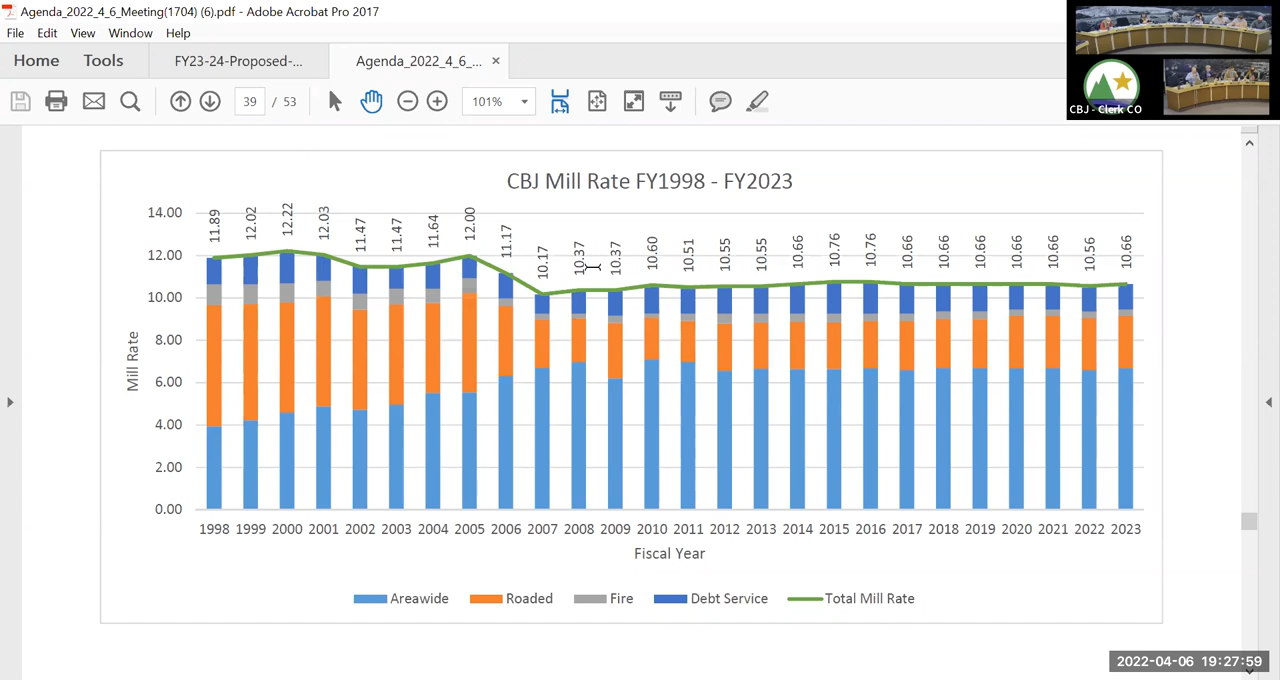 Agenda_2022_4_6_Meeting(1704) (6).pdf - Adobe Acrobat Pro 2017
File Edit View Window Help
Home Tools FY23-24-Proposed-... Agenda_2022_4_6_... ×
39 / 53 101%
CBJ - Clerk CO
CBJ Mill Rate FY1998 - FY2023
14.00
12.00
10.00
8.00
6.00
4.00
2.00
0.00
Mill Rate
11.89 12.02 12.22 12.03 11.47 11.47 11.64 12.00 11.17 10.17 10.37 10.37 10.60 10.51 10.55 10.55 10.66 10.76 10.76 10.66 10.66 10.66 10.66 10.66 10.56 10.66
1998 1999 2000 2001 2002 2003 2004 2005 2006 2007 2008 2009 2010 2011 2012 2013 2014 2015 2016 2017 2018 2019 2020 2021 2022 2023
Fiscal Year
Areawide Roaded Fire Debt Service Total Mill Rate
2022-04-06 19:27:59